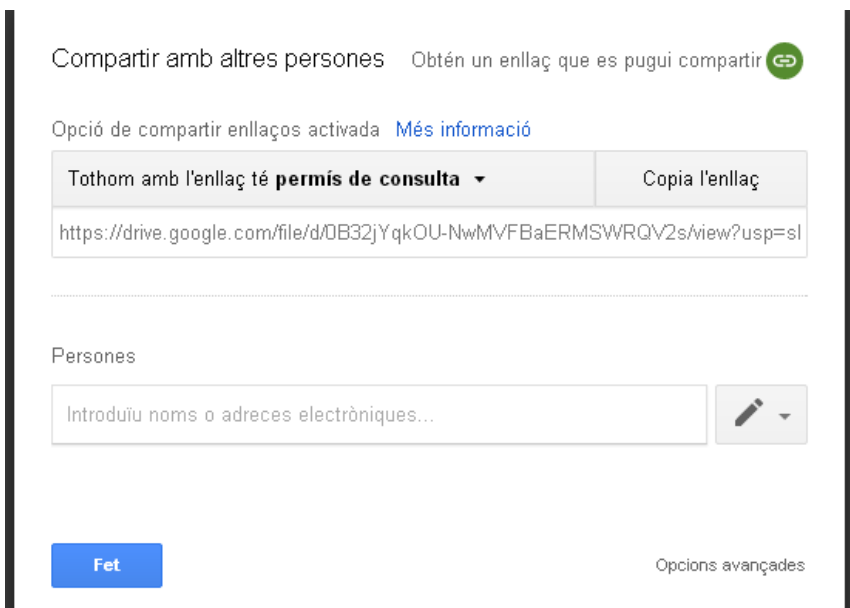 Compartir amb altres persones Obtén un enllaç que es pugui compartir
Opció de compartir enllaços activada Més informació
Tothom amb l'enllaç té permís de consulta Copia l'enllaç
https://drive.google.com/file/d/0B32jYqkOU-NwMVFBaERMSWRQV2s/view?usp=sl
Persones
Introduïu noms o adreces electròniques...
Fet Opcions avançades